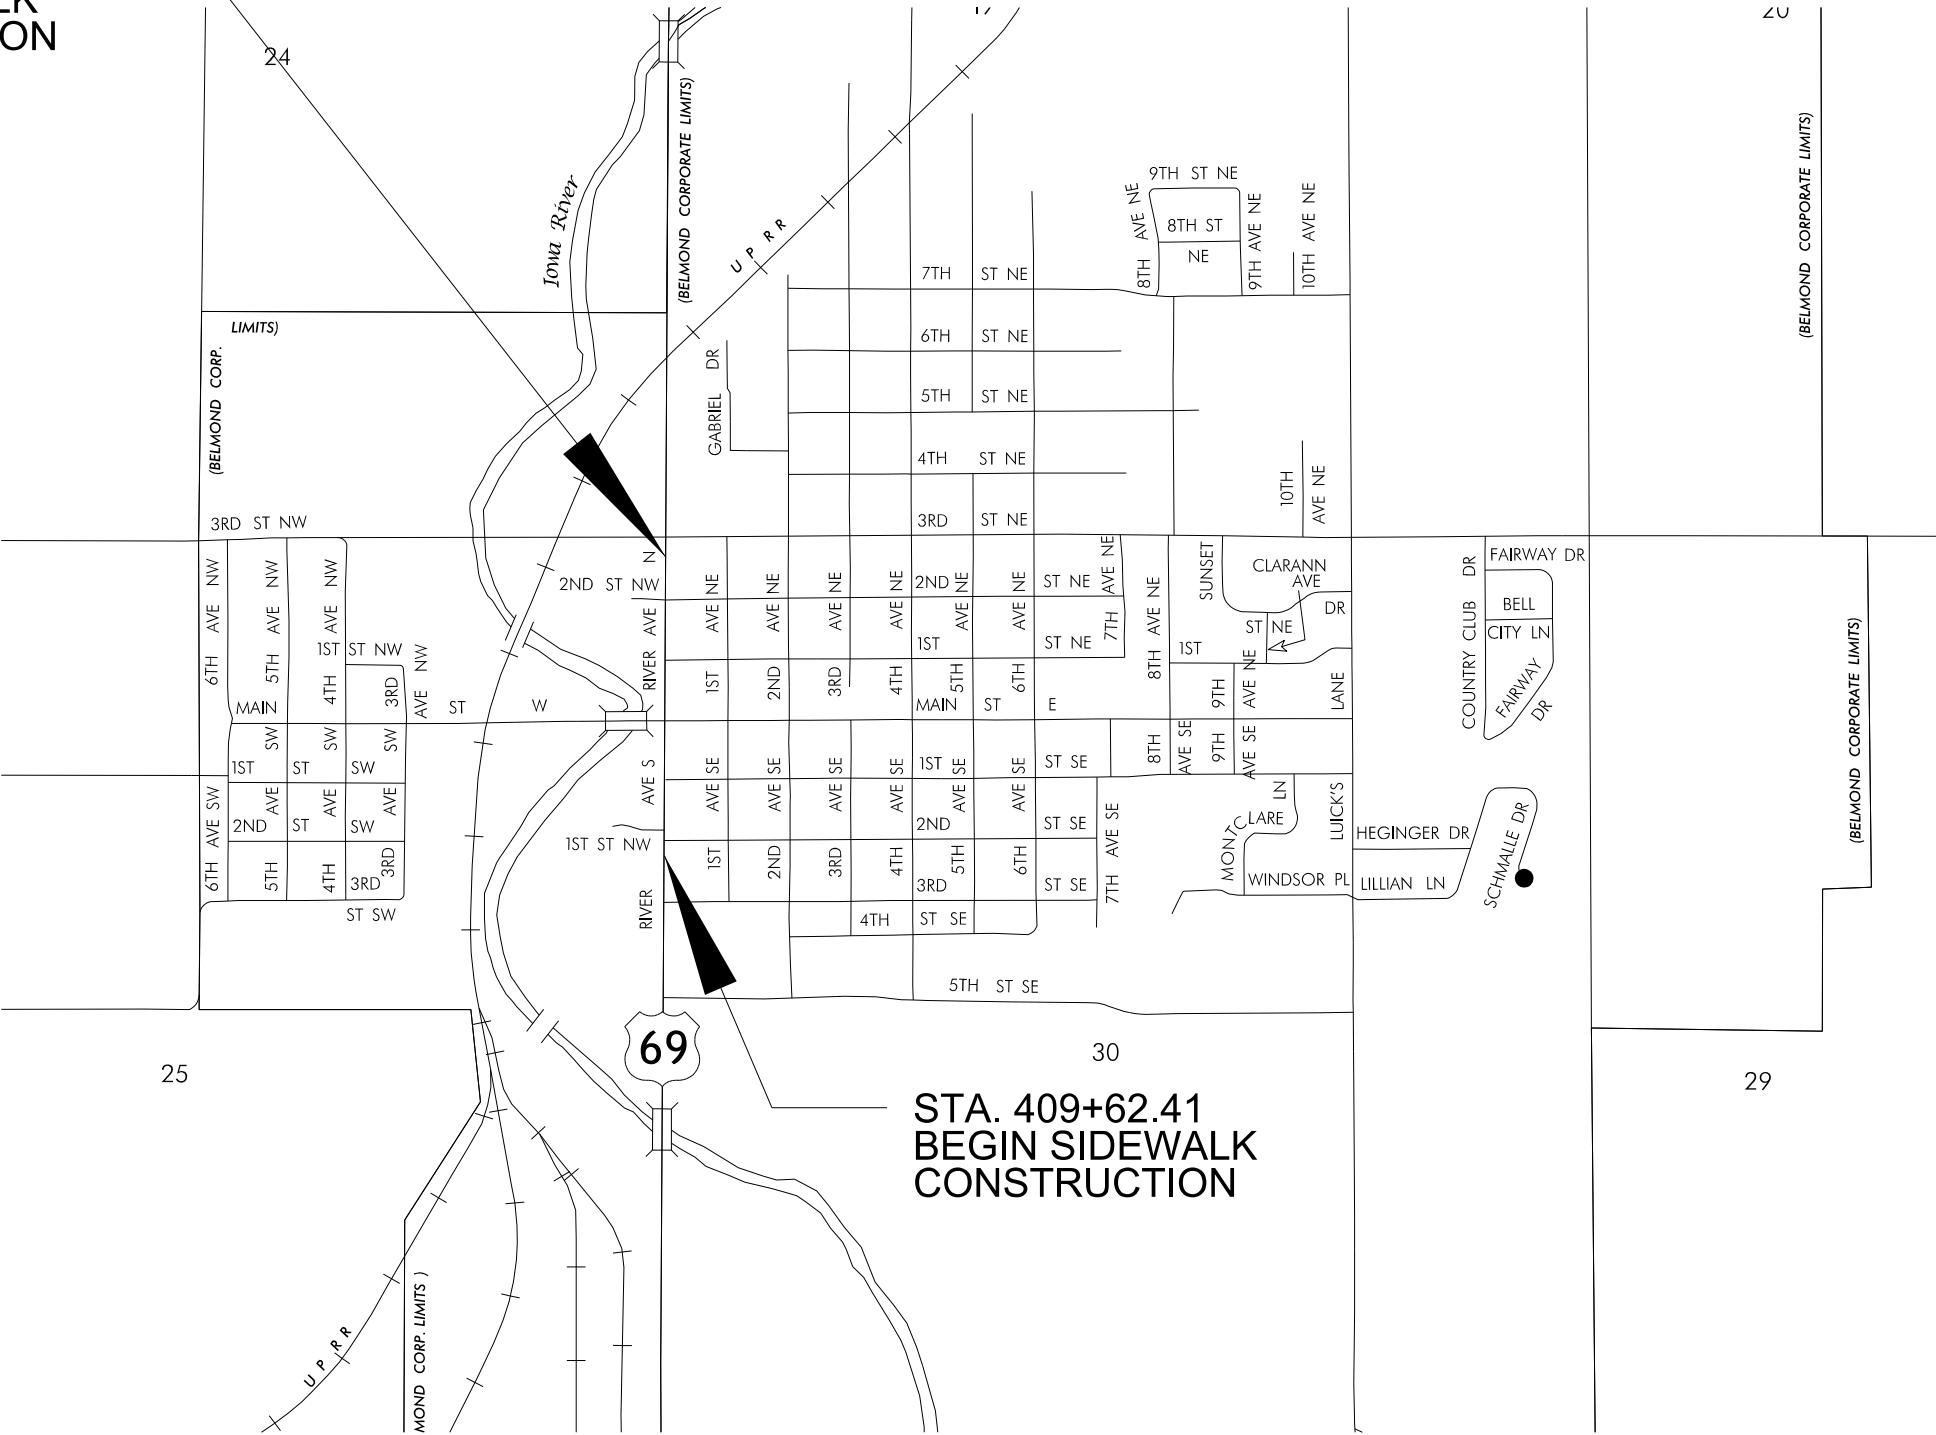 ON
24
20
(BELMOND CORPORATE LIMITS)
(BELMOND CORPORATE LIMITS)
Iowa River
U P RR
9TH ST NE
8TH AVE NE
8TH ST
NE
9TH AVE NE
10TH AVE NE
7TH ST NE
LIMITS)
(BELMOND CORP.
6TH ST NE
GABRIEL DR
5TH ST NE
4TH ST NE
10TH
AVE NE
3RD ST NW
3RD ST NE
6TH AVE NW
5TH AVE NW
4TH AVE NW
1ST ST NW
3RD
AVE NW
2ND ST NW
RIVER AVE N
1ST AVE NE
2ND AVE NE
3RD AVE NE
4TH AVE NE
5TH AVE NE
6TH AVE NE
2ND ST NE
1ST ST NE
7TH AVE NE
8TH AVE NE
SUNSET
CLARANN
AVE
DR
ST NE
1ST
9TH AVE NE
LANE
COUNTRY CLUB DR
FAIRWAY DR
BELL
CITY LN
FAIRWAY
DR
(BELMOND CORPORATE LIMITS)
MAIN ST W
MAIN ST E
1ST ST SW
2ND ST SW
3RD
ST SW
6TH AVE SW
5TH AVE SW
4TH AVE SW
3RD AVE SW
AVE S
RIVER
1ST ST NW
1ST AVE SE
2ND AVE SE
3RD AVE SE
4TH AVE SE
5TH AVE SE
6TH AVE SE
1ST ST SE
2ND ST SE
3RD ST SE
4TH ST SE
5TH ST SE
7TH AVE SE
8TH
AVE SE
9TH
AVE SE
MONTCLARE
LN
LUICK'S
WINDSOR PL
HEGINGER DR
LILLIAN LN
SCHMALLE DR
69
25
30
29
STA. 409+62.41
BEGIN SIDEWALK
CONSTRUCTION
U P RR
MOND CORP. LIMITS )